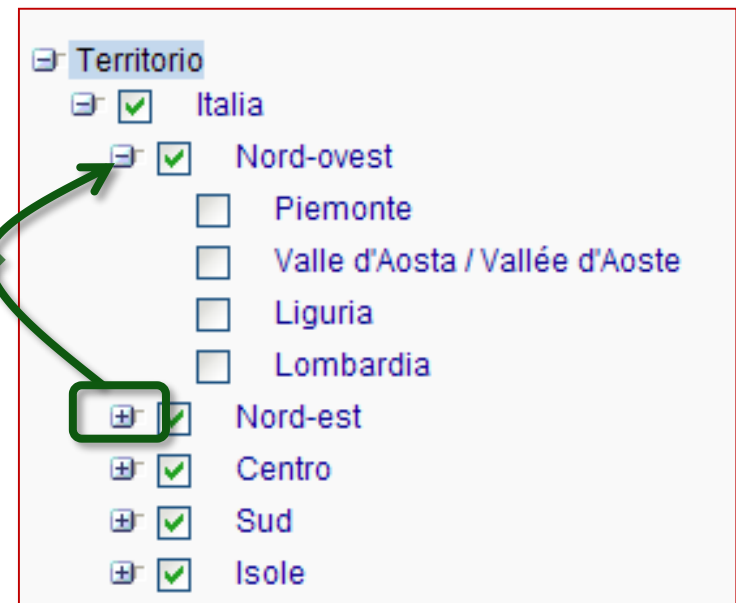 Territorio
Italia
Nord-ovest
Piemonte
Valle d'Aosta / Vallée d'Aoste
Liguria
Lombardia
Nord-est
Centro
Sud
Isole